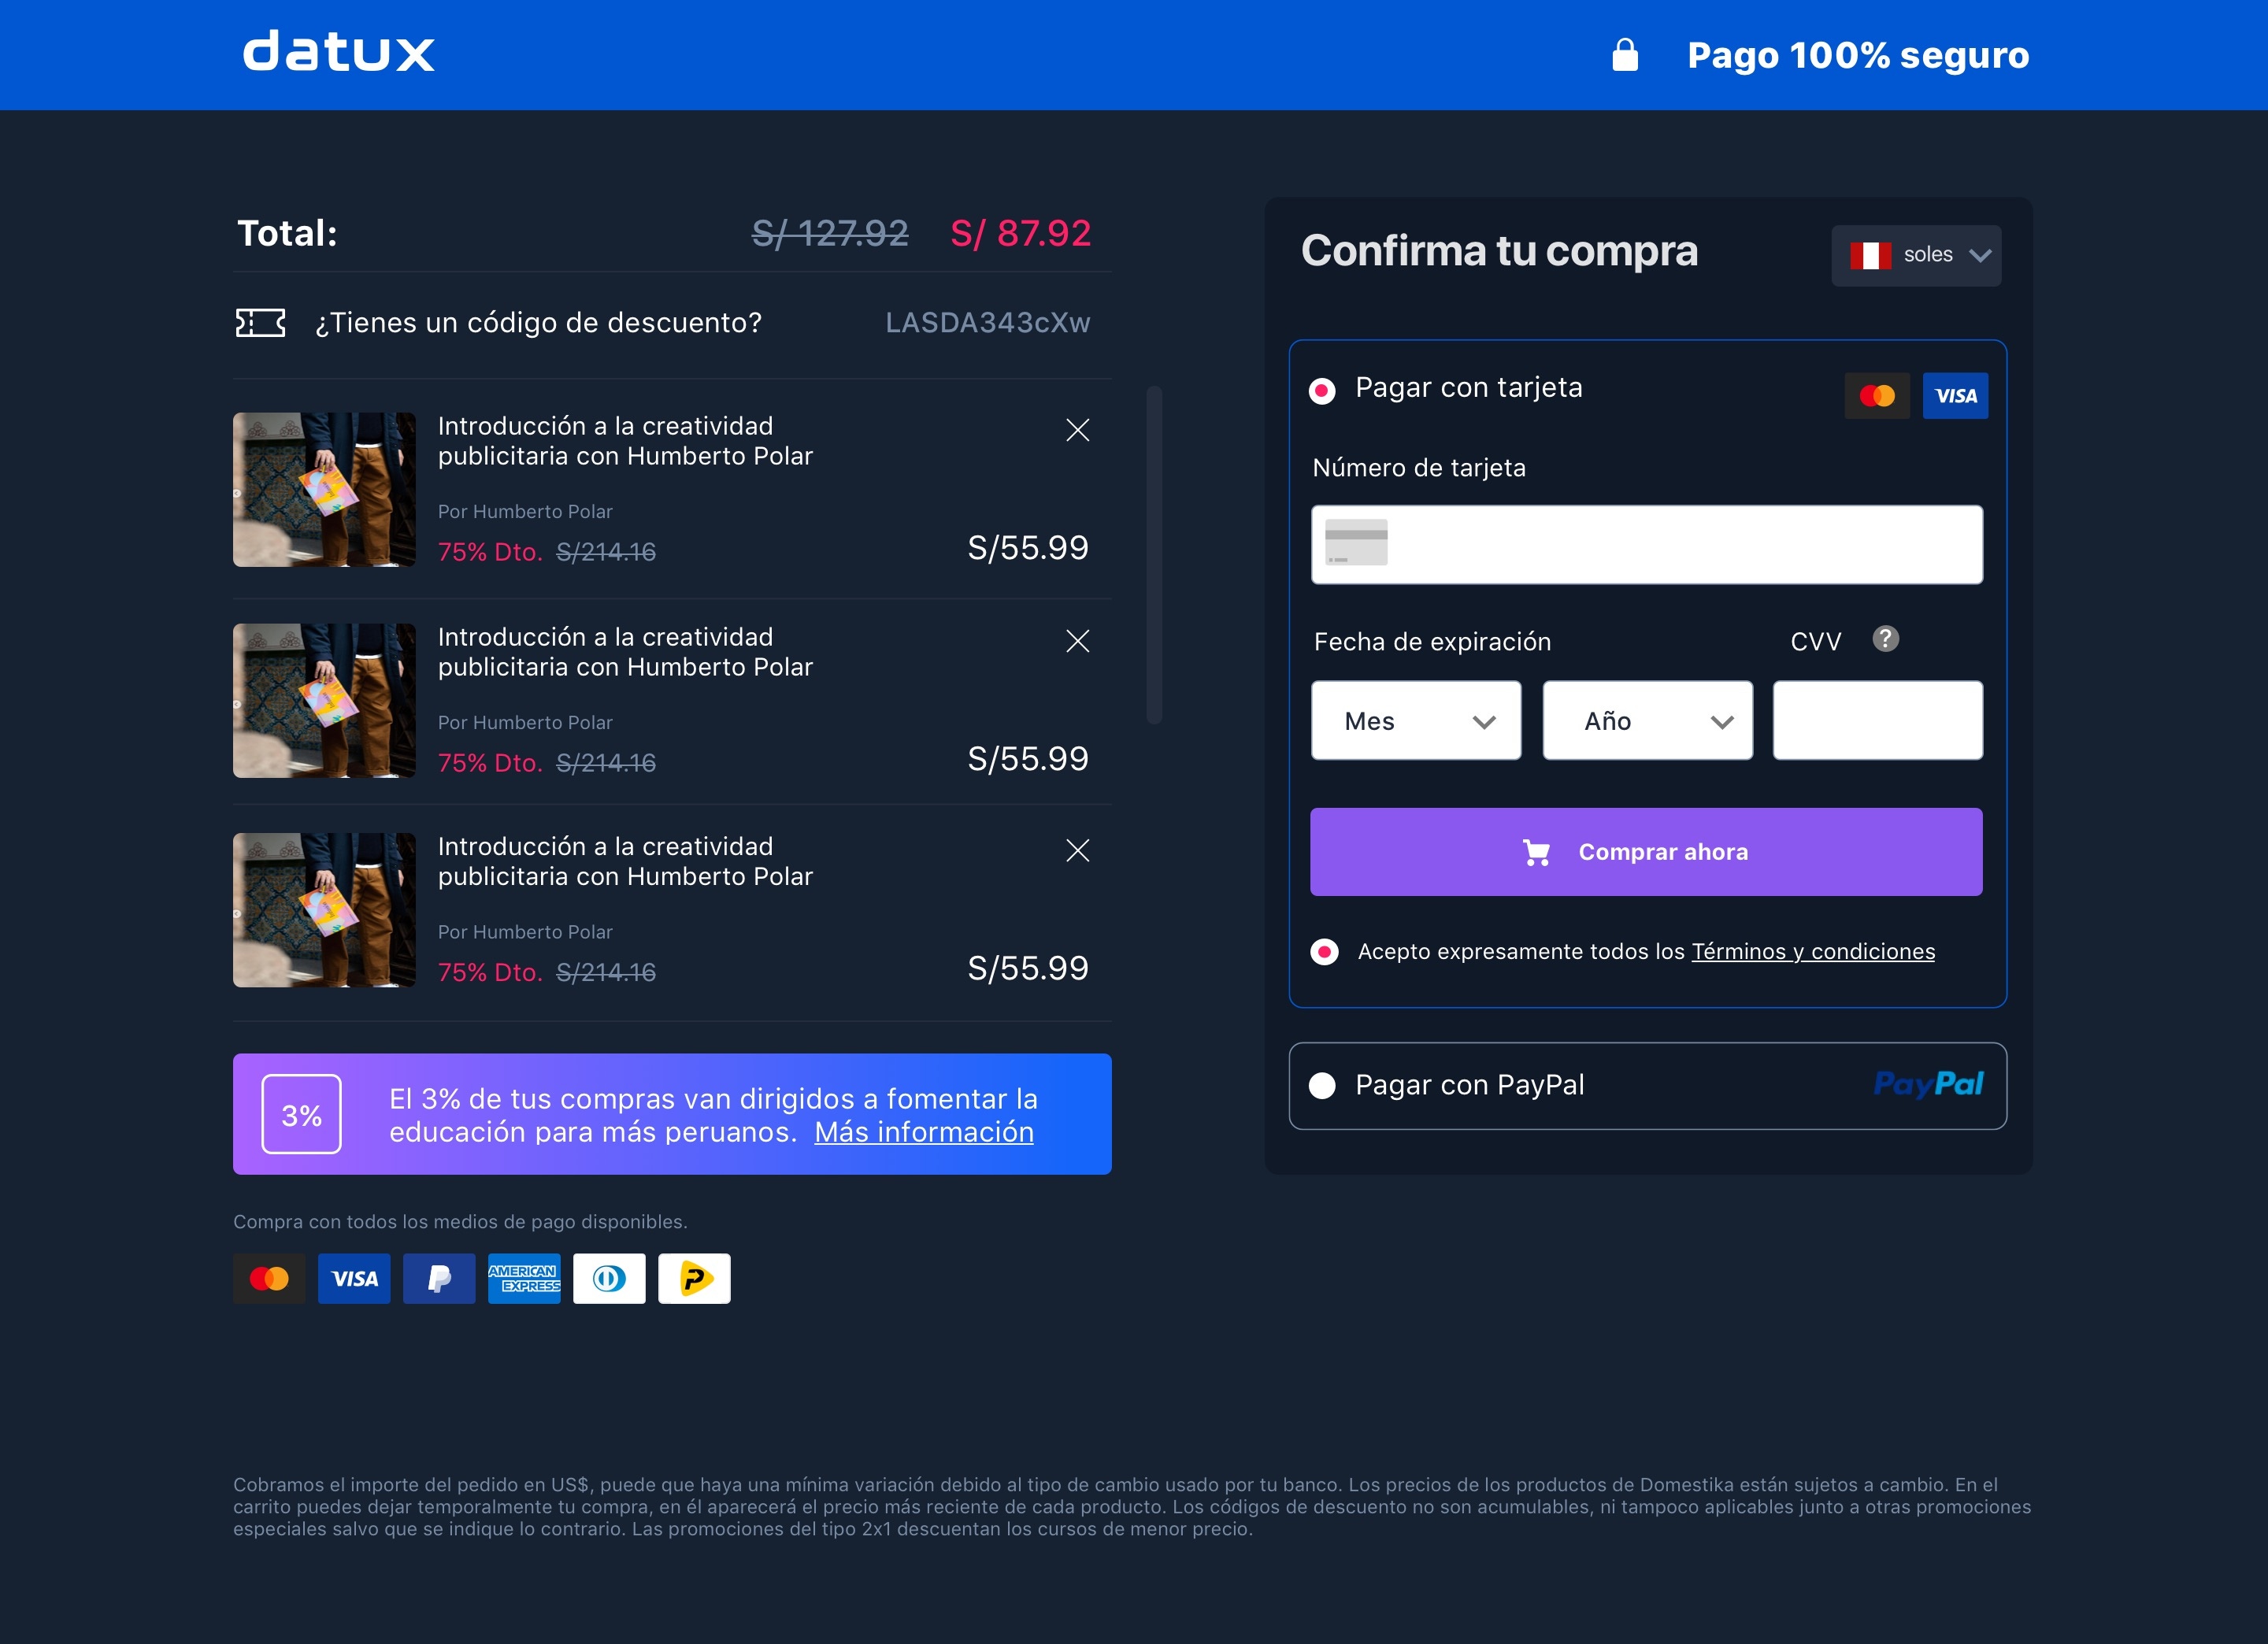 datux
Pago 100% seguro
Total:
S/ 127.92
S/ 87.92
¿Tienes un código de descuento?
LASDA343cXw
Introducción a la creatividad
publicitaria con Humberto Polar
Por Humberto Polar
75% Dto. S/214.16
S/55.99
Introducción a la creatividad
publicitaria con Humberto Polar
Por Humberto Polar
75% Dto. S/214.16
S/55.99
Introducción a la creatividad
publicitaria con Humberto Polar
Por Humberto Polar
75% Dto. S/214.16
S/55.99
3%
El 3% de tus compras van dirigidos a fomentar la
educación para más peruanos. Más información
Compra con todos los medios de pago disponibles.
VISA
P
AMERICAN
EXPRESS
P
Confirma tu compra
soles
Pagar con tarjeta
VISA
Número de tarjeta
Fecha de expiración
CVV ?
Mes
Año
Comprar ahora
Acepto expresamente todos los Términos y condiciones
Pagar con PayPal
PayPal
Cobramos el importe del pedido en US$, puede que haya una mínima variación debido al tipo de cambio usado por tu banco. Los precios de los productos de Domestika están sujetos a cambio. En el
carrito puedes dejar temporalmente tu compra, en él aparecerá el precio más reciente de cada producto. Los códigos de descuento no son acumulables, ni tampoco aplicables junto a otras promociones
especiales salvo que se indique lo contrario. Las promociones del tipo 2x1 descuentan los cursos de menor precio.